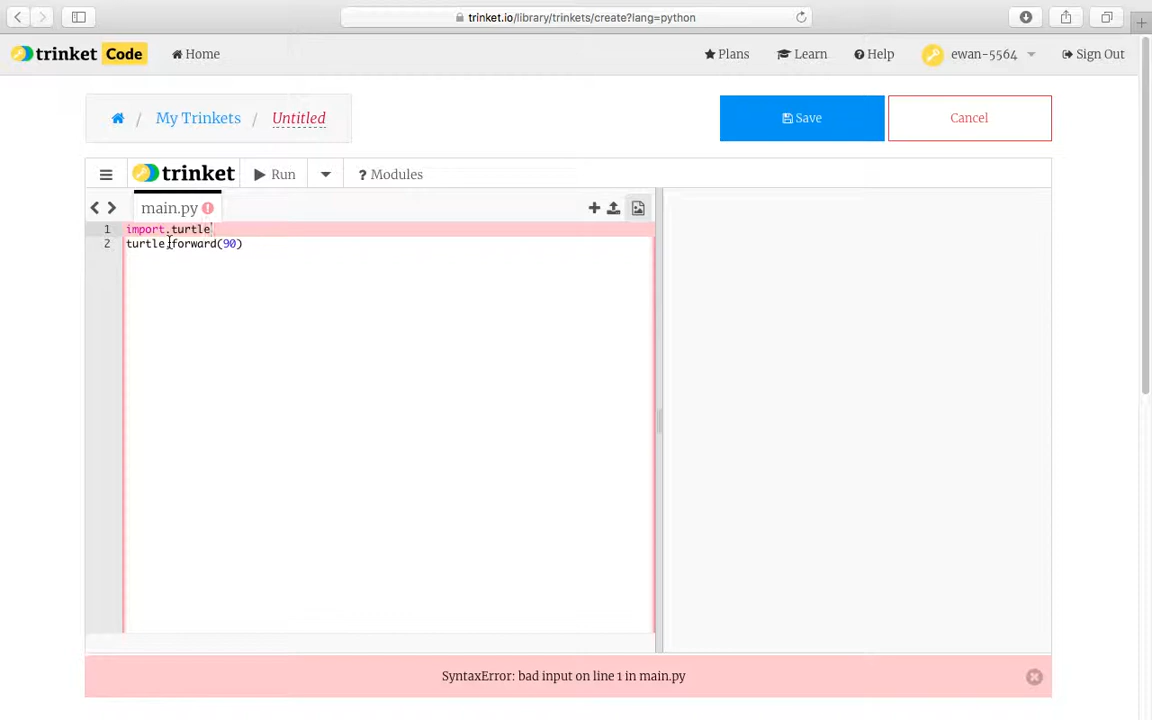 trinket.io/library/trinkets/create?lang=python
trinket Code Home Plans Learn Help ewan-5564 Sign Out
/ My Trinkets / Untitled Save Cancel
trinket Run ? Modules
main.py
1 import.turtle
2 turtle.forward(90)
SyntaxError: bad input on line 1 in main.py